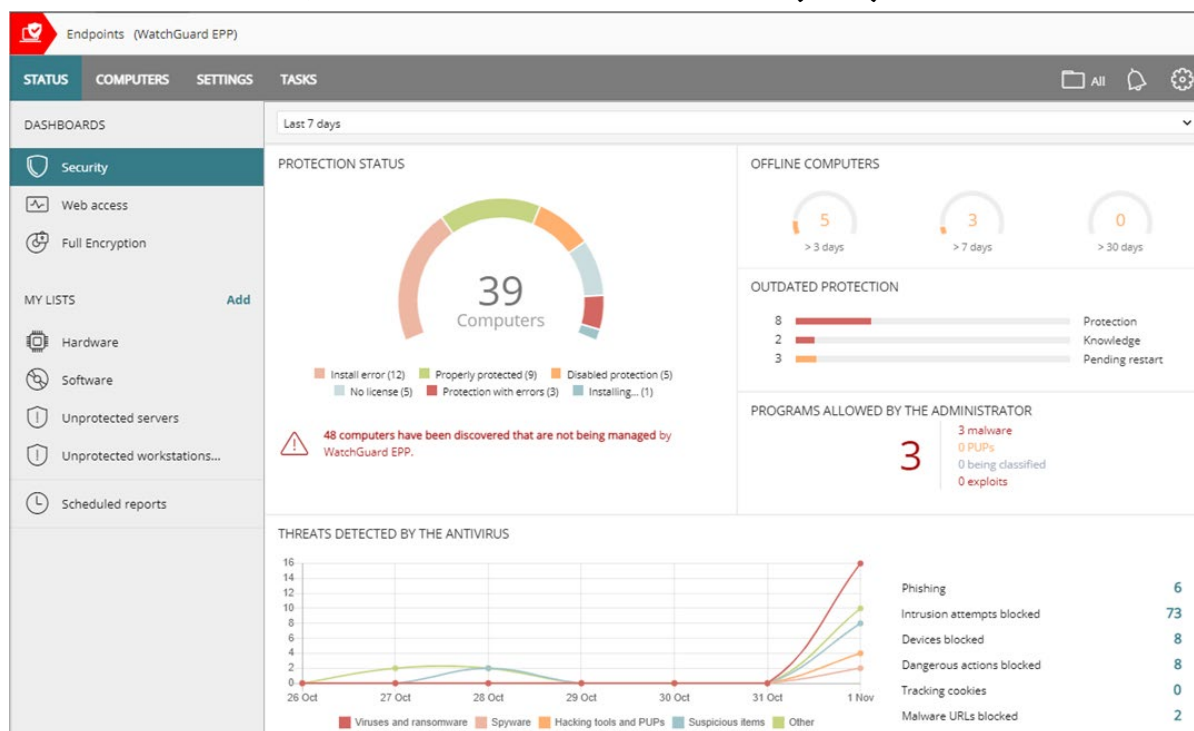 Endpoints (WatchGuard EPP)
STATUS COMPUTERS SETTINGS TASKS All
DASHBOARDS
Security
Web access
Full Encryption
MY LISTS Add
Hardware
Software
Unprotected servers
Unprotected workstations...
Scheduled reports
Last 7 days
PROTECTION STATUS
39
Computers
Install error (12) Properly protected (9) Disabled protection (5)
No license (5) Protection with errors (3) Installing... (1)
48 computers have been discovered that are not being managed by
WatchGuard EPP.
OFFLINE COMPUTERS
5 3 0
> 3 days > 7 days > 30 days
OUTDATED PROTECTION
8 Protection
2 Knowledge
3 Pending restart
PROGRAMS ALLOWED BY THE ADMINISTRATOR
3
3 malware
0 PUPs
0 being classified
0 exploits
THREATS DETECTED BY THE ANTIVIRUS
16
14
12
10
8
6
4
2
0
26 Oct 27 Oct 28 Oct 29 Oct 30 Oct 31 Oct 1 Nov
Viruses and ransomware Spyware Hacking tools and PUPs Suspicious items Other
Phishing 6
Intrusion attempts blocked 73
Devices blocked 8
Dangerous actions blocked 8
Tracking cookies 0
Malware URLs blocked 2